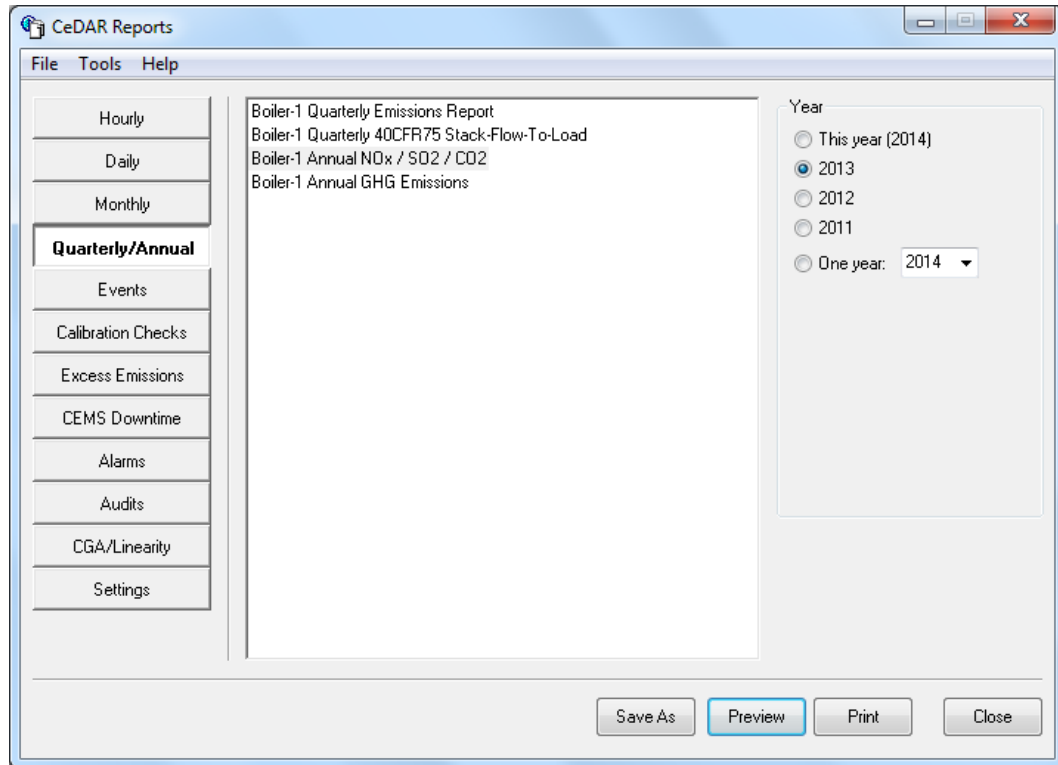 CeDAR Reports
File Tools Help
Hourly
Daily
Monthly
Quarterly/Annual
Events
Calibration Checks
Excess Emissions
CEMS Downtime
Alarms
Audits
CGA/Linearity
Settings
Boiler-1 Quarterly Emissions Report
Boiler-1 Quarterly 40CFR75 Stack-Flow-To-Load
Boiler-1 Annual NOx / SO2 / CO2
Boiler-1 Annual GHG Emissions
Year
This year (2014)
2013
2012
2011
One year: 2014
Save As Preview Print Close